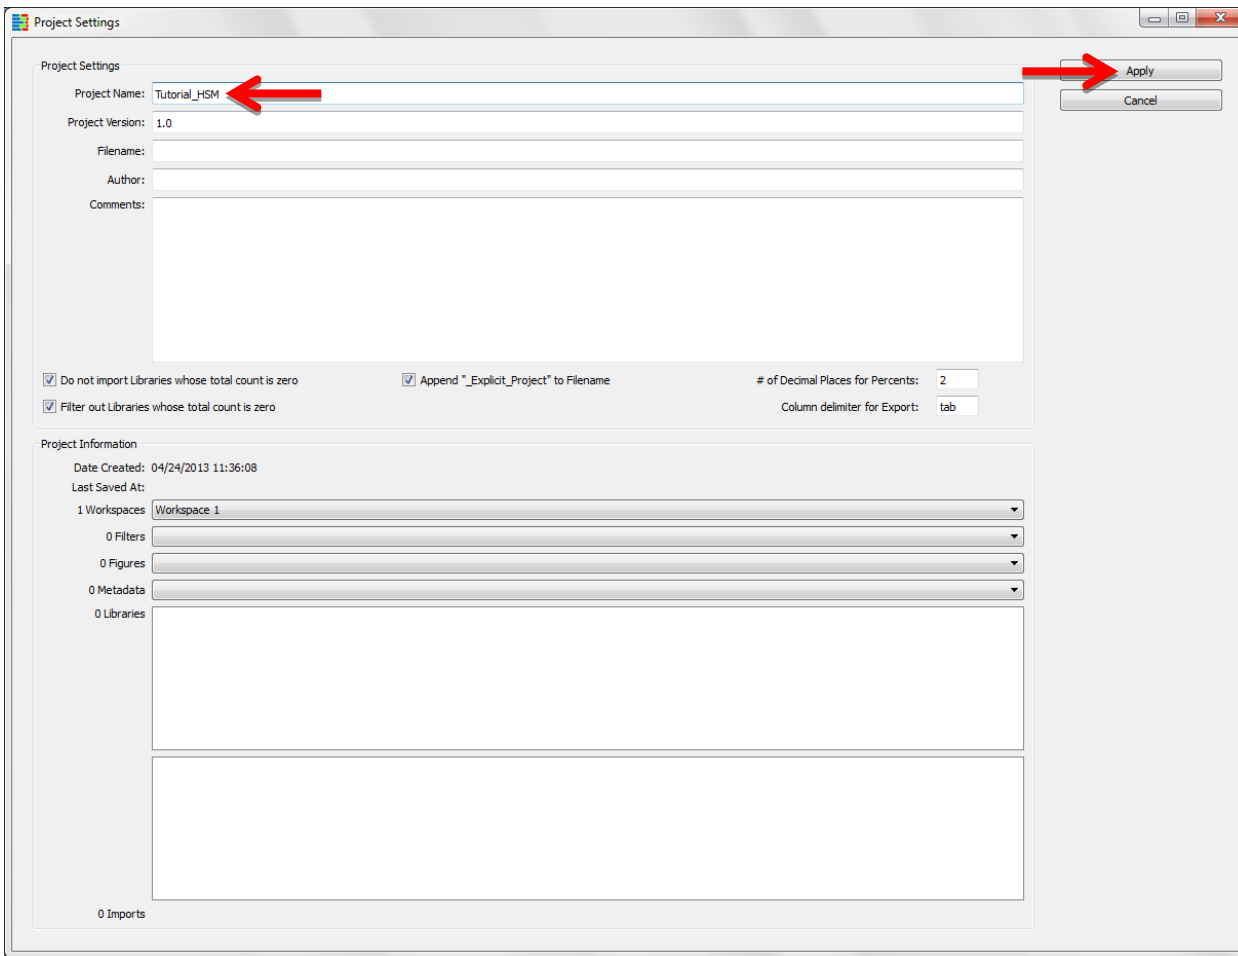 Project Settings
Project Settings
Apply
Project Name: Tutorial_HSM
Cancel
Project Version: 1.0
Filename:
Author:
Comments:
Do not import Libraries whose total count is zero Append "_Explicit_Project" to Filename # of Decimal Places for Percents: 2
Filter out Libraries whose total count is zero Column delimiter for Export: tab
Project Information
Date Created: 04/24/2013 11:36:08
Last Saved At:
1 Workspaces Workspace 1
0 Filters
0 Figures
0 Metadata
0 Libraries
0 Imports